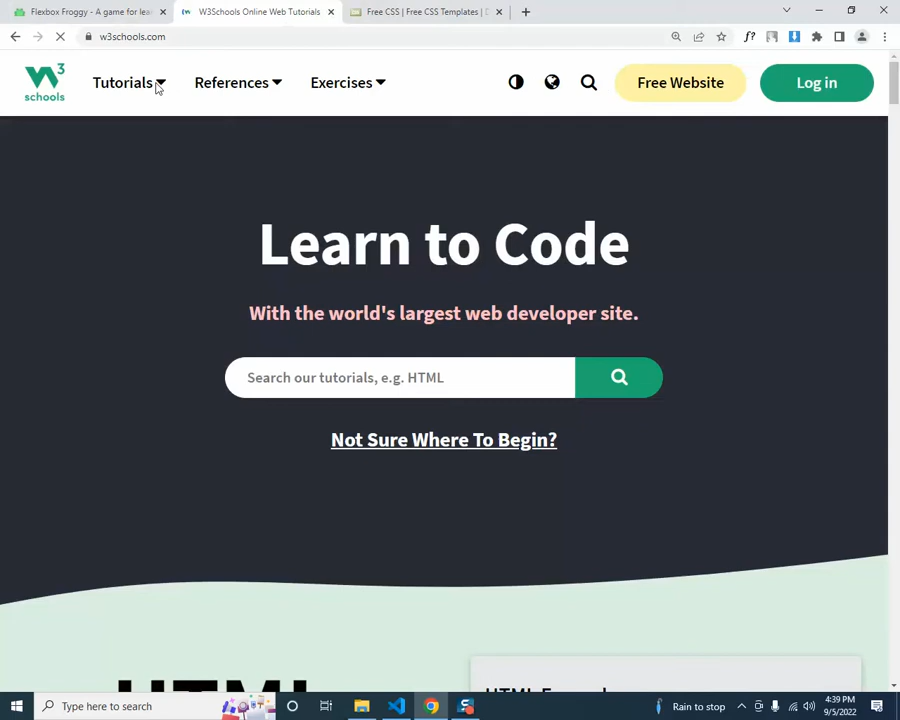 Flexbox Froggy - A game for lea
W3Schools Online Web Tutorials
Free CSS | Free CSS Templates | D
w3schools.com
f?
W3 schools
Tutorials
References
Exercises
Free Website
Log in
Learn to Code
With the world's largest web developer site.
Search our tutorials, e.g. HTML
Not Sure Where To Begin?
HTML
HTML Example
Type here to search
Rain to stop
4:39 PM
9/5/2022